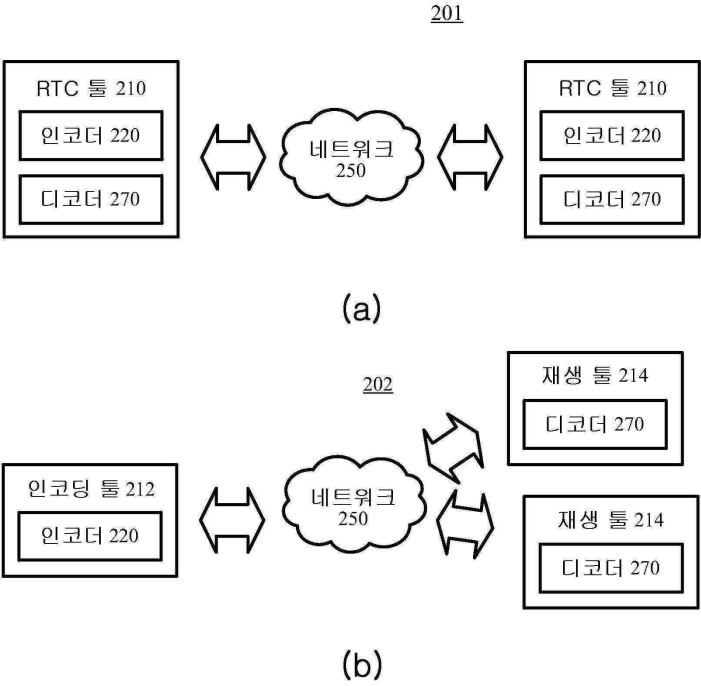 201
RTC 툴 210
인코더 220
디코더 270
네트워크
250
RTC 툴 210
인코더 220
디코더 270
(a)
202
재생 툴 214
디코더 270
인코딩 툴 212
인코더 220
네트워크
250
재생 툴 214
디코더 270
(b)